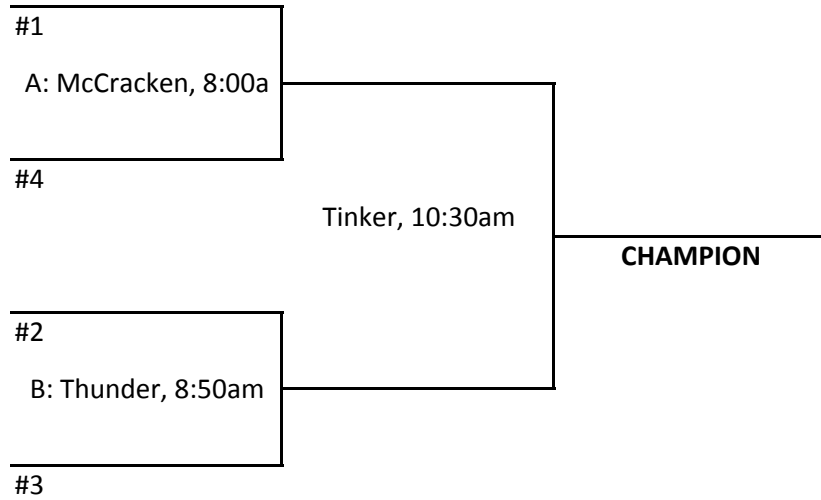 #1
A: McCracken, 8:00a
#4
Tinker, 10:30am
CHAMPION
#2
B: Thunder, 8:50am
#3